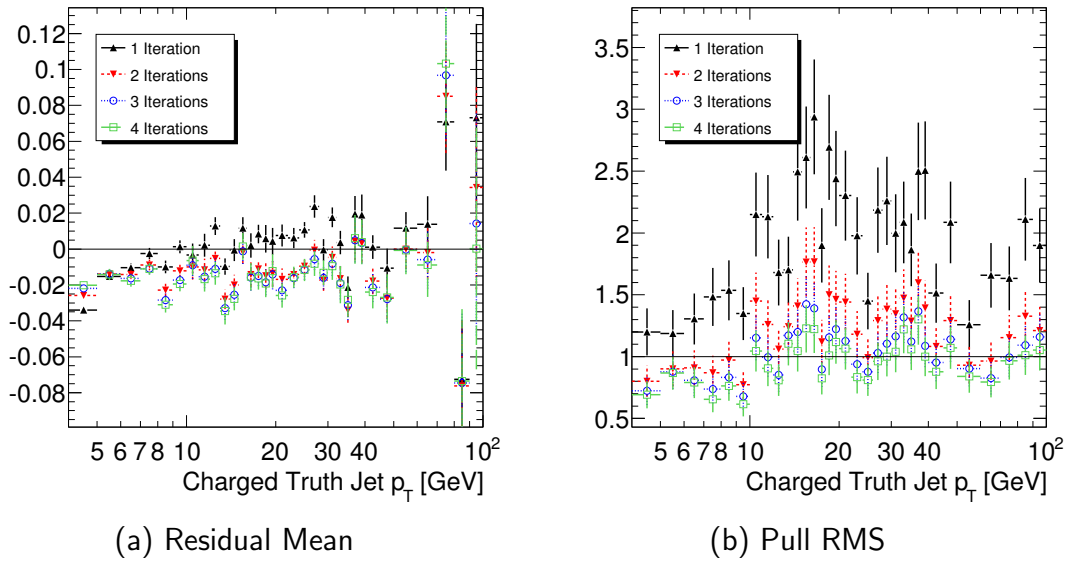 0.12
0.1
0.08
0.06
0.04
0.02
0
-0.02
-0.04
-0.06
-0.08
1 Iteration
2 Iterations
3 Iterations
4 Iterations
5 6 7 8 10 20 30 40 10²
Charged Truth Jet p_T [GeV]
(a) Residual Mean
3.5
3
2.5
2
1.5
1
0.5
1 Iteration
2 Iterations
3 Iterations
4 Iterations
5 6 7 8 10 20 30 40 10²
Charged Truth Jet p_T [GeV]
(b) Pull RMS